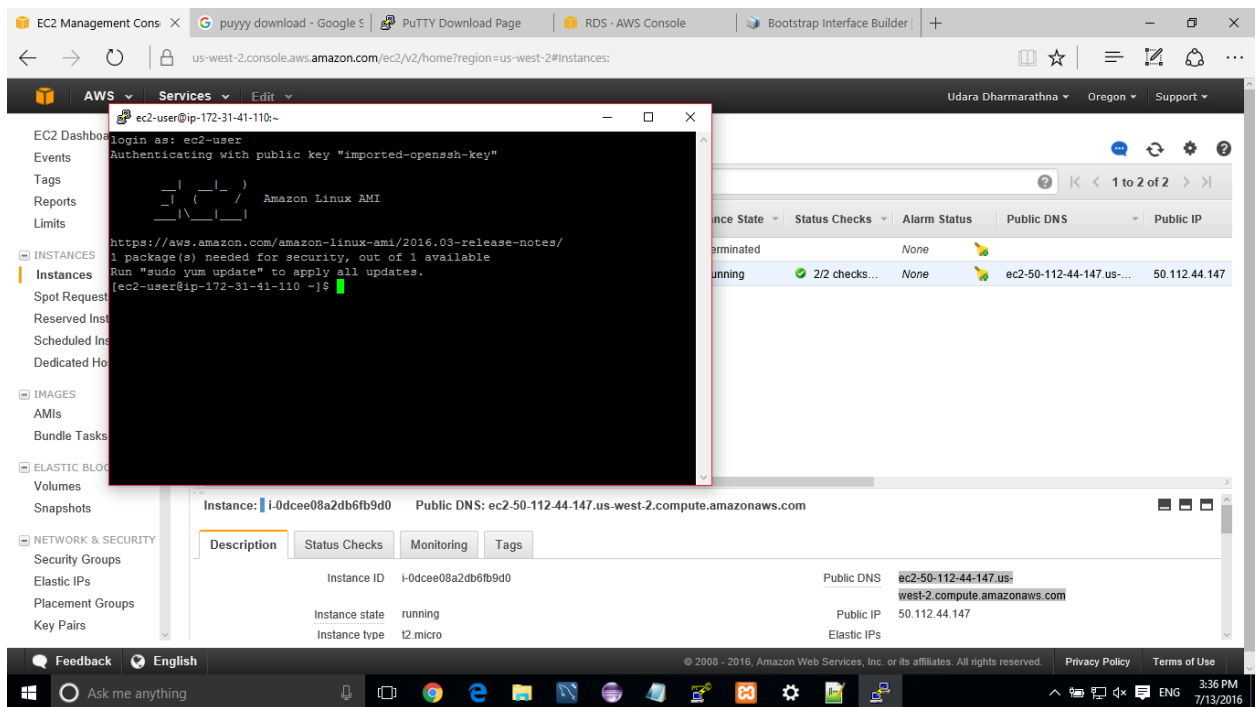 EC2 Management Cons
puyyy download - Google S
PuTTY Download Page
RDS · AWS Console
Bootstrap Interface Builder
us-west-2.console.aws.amazon.com/ec2/v2/home?region=us-west-2#Instances:
AWS
Services
Edit
Udara Dharmarathna
Oregon
Support
ec2-user@ip-172-31-41-110:~
login as: ec2-user
Authenticating with public key "imported-openssh-key"
__| __|_ )
_| ( / Amazon Linux AMI
___|\___|___|
https://aws.amazon.com/amazon-linux-ami/2016.03-release-notes/
1 package(s) needed for security, out of 1 available
Run "sudo yum update" to apply all updates.
[ec2-user@ip-172-31-41-110 ~]$
EC2 Dashboa
Events
Tags
Reports
Limits
INSTANCES
Instances
Spot Request
Reserved Inst
Scheduled Ins
Dedicated Ho
IMAGES
AMIs
Bundle Tasks
ELASTIC BLOC
Volumes
Snapshots
NETWORK & SECURITY
Security Groups
Elastic IPs
Placement Groups
Key Pairs
1 to 2 of 2
nce State
Status Checks
Alarm Status
Public DNS
Public IP
erminated
None
unning
2/2 checks...
None
ec2-50-112-44-147.us-...
50.112.44.147
Instance: i-0dcee08a2db6fb9d0 Public DNS: ec2-50-112-44-147.us-west-2.compute.amazonaws.com
Description
Status Checks
Monitoring
Tags
Instance ID i-0dcee08a2db6fb9d0
Public DNS ec2-50-112-44-147.us-
west-2.compute.amazonaws.com
Instance state running
Public IP 50.112.44.147
Instance type t2.micro
Elastic IPs
Feedback
English
© 2008 - 2016, Amazon Web Services, Inc. or its affiliates. All rights reserved.
Privacy Policy
Terms of Use
Ask me anything
ENG
3:36 PM
7/13/2016